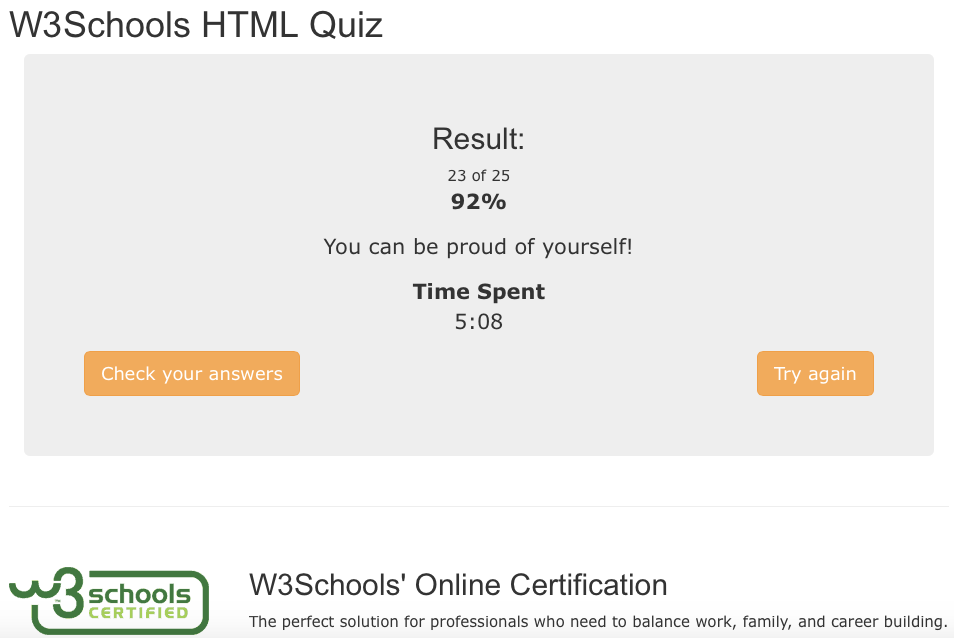 W3Schools HTML Quiz
Result:
23 of 25
92%
You can be proud of yourself!
Time Spent
5:08
Check your answers
Try again
w3schools
CERTIFIED
W3Schools' Online Certification
The perfect solution for professionals who need to balance work, family, and career building.